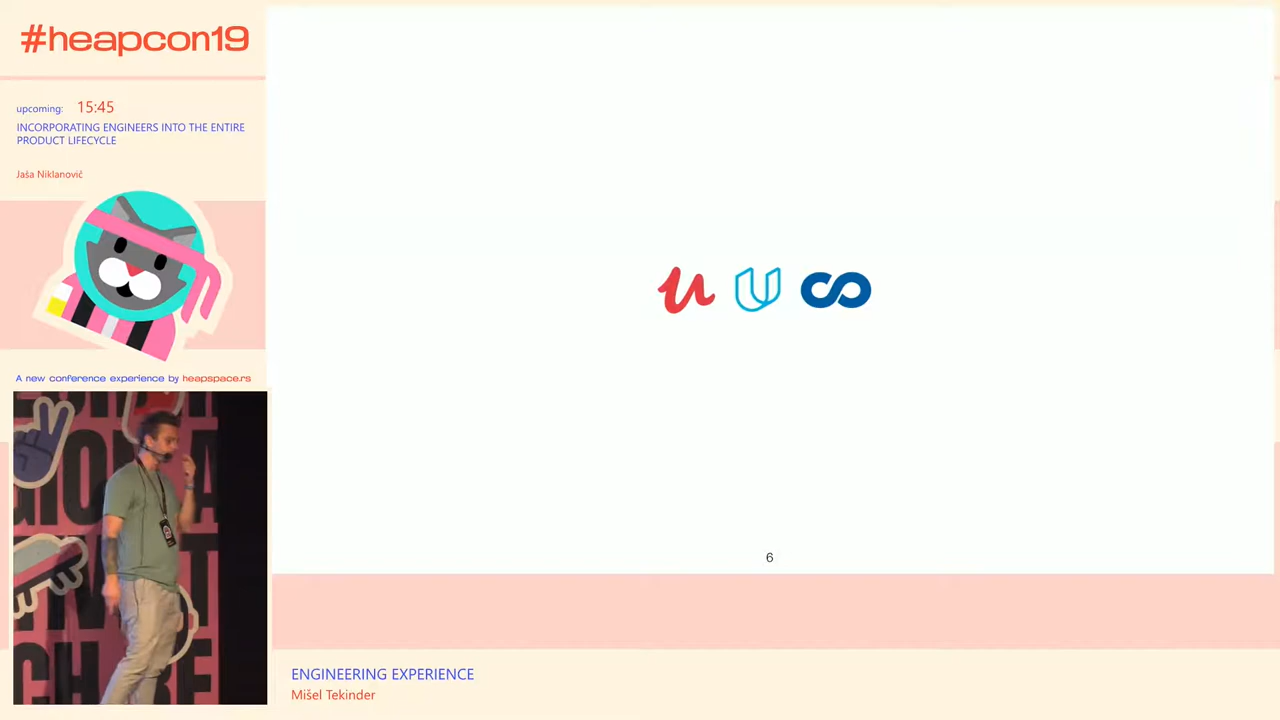 #heapcon19
upcoming: 15:45
INCORPORATING ENGINEERS INTO THE ENTIRE
PRODUCT LIFECYCLE
Jaša Niklanović
A new conference experience by heapspace.rs
6
ENGINEERING EXPERIENCE
Mišel Tekinder